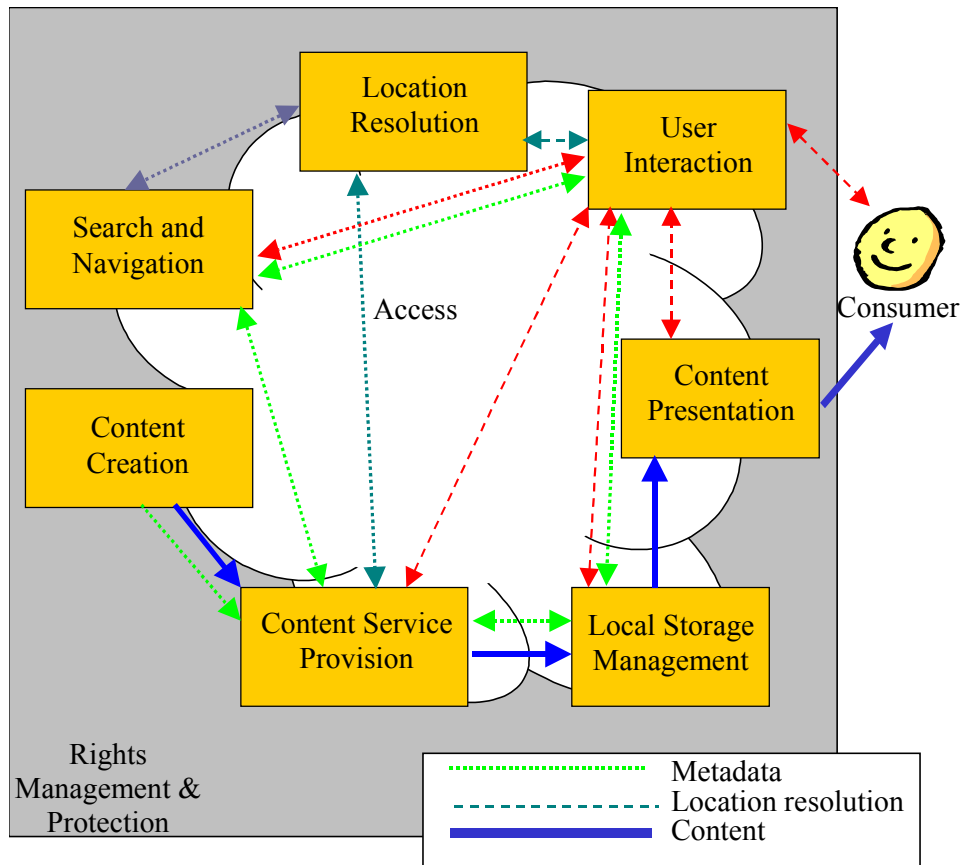 Location
Resolution
User
Interaction
Search and
Navigation
Access
Consumer
Content
Presentation
Content
Creation
Content Service
Provision
Local Storage
Management
Rights
Management &
Protection
Metadada
Location resolution
Content